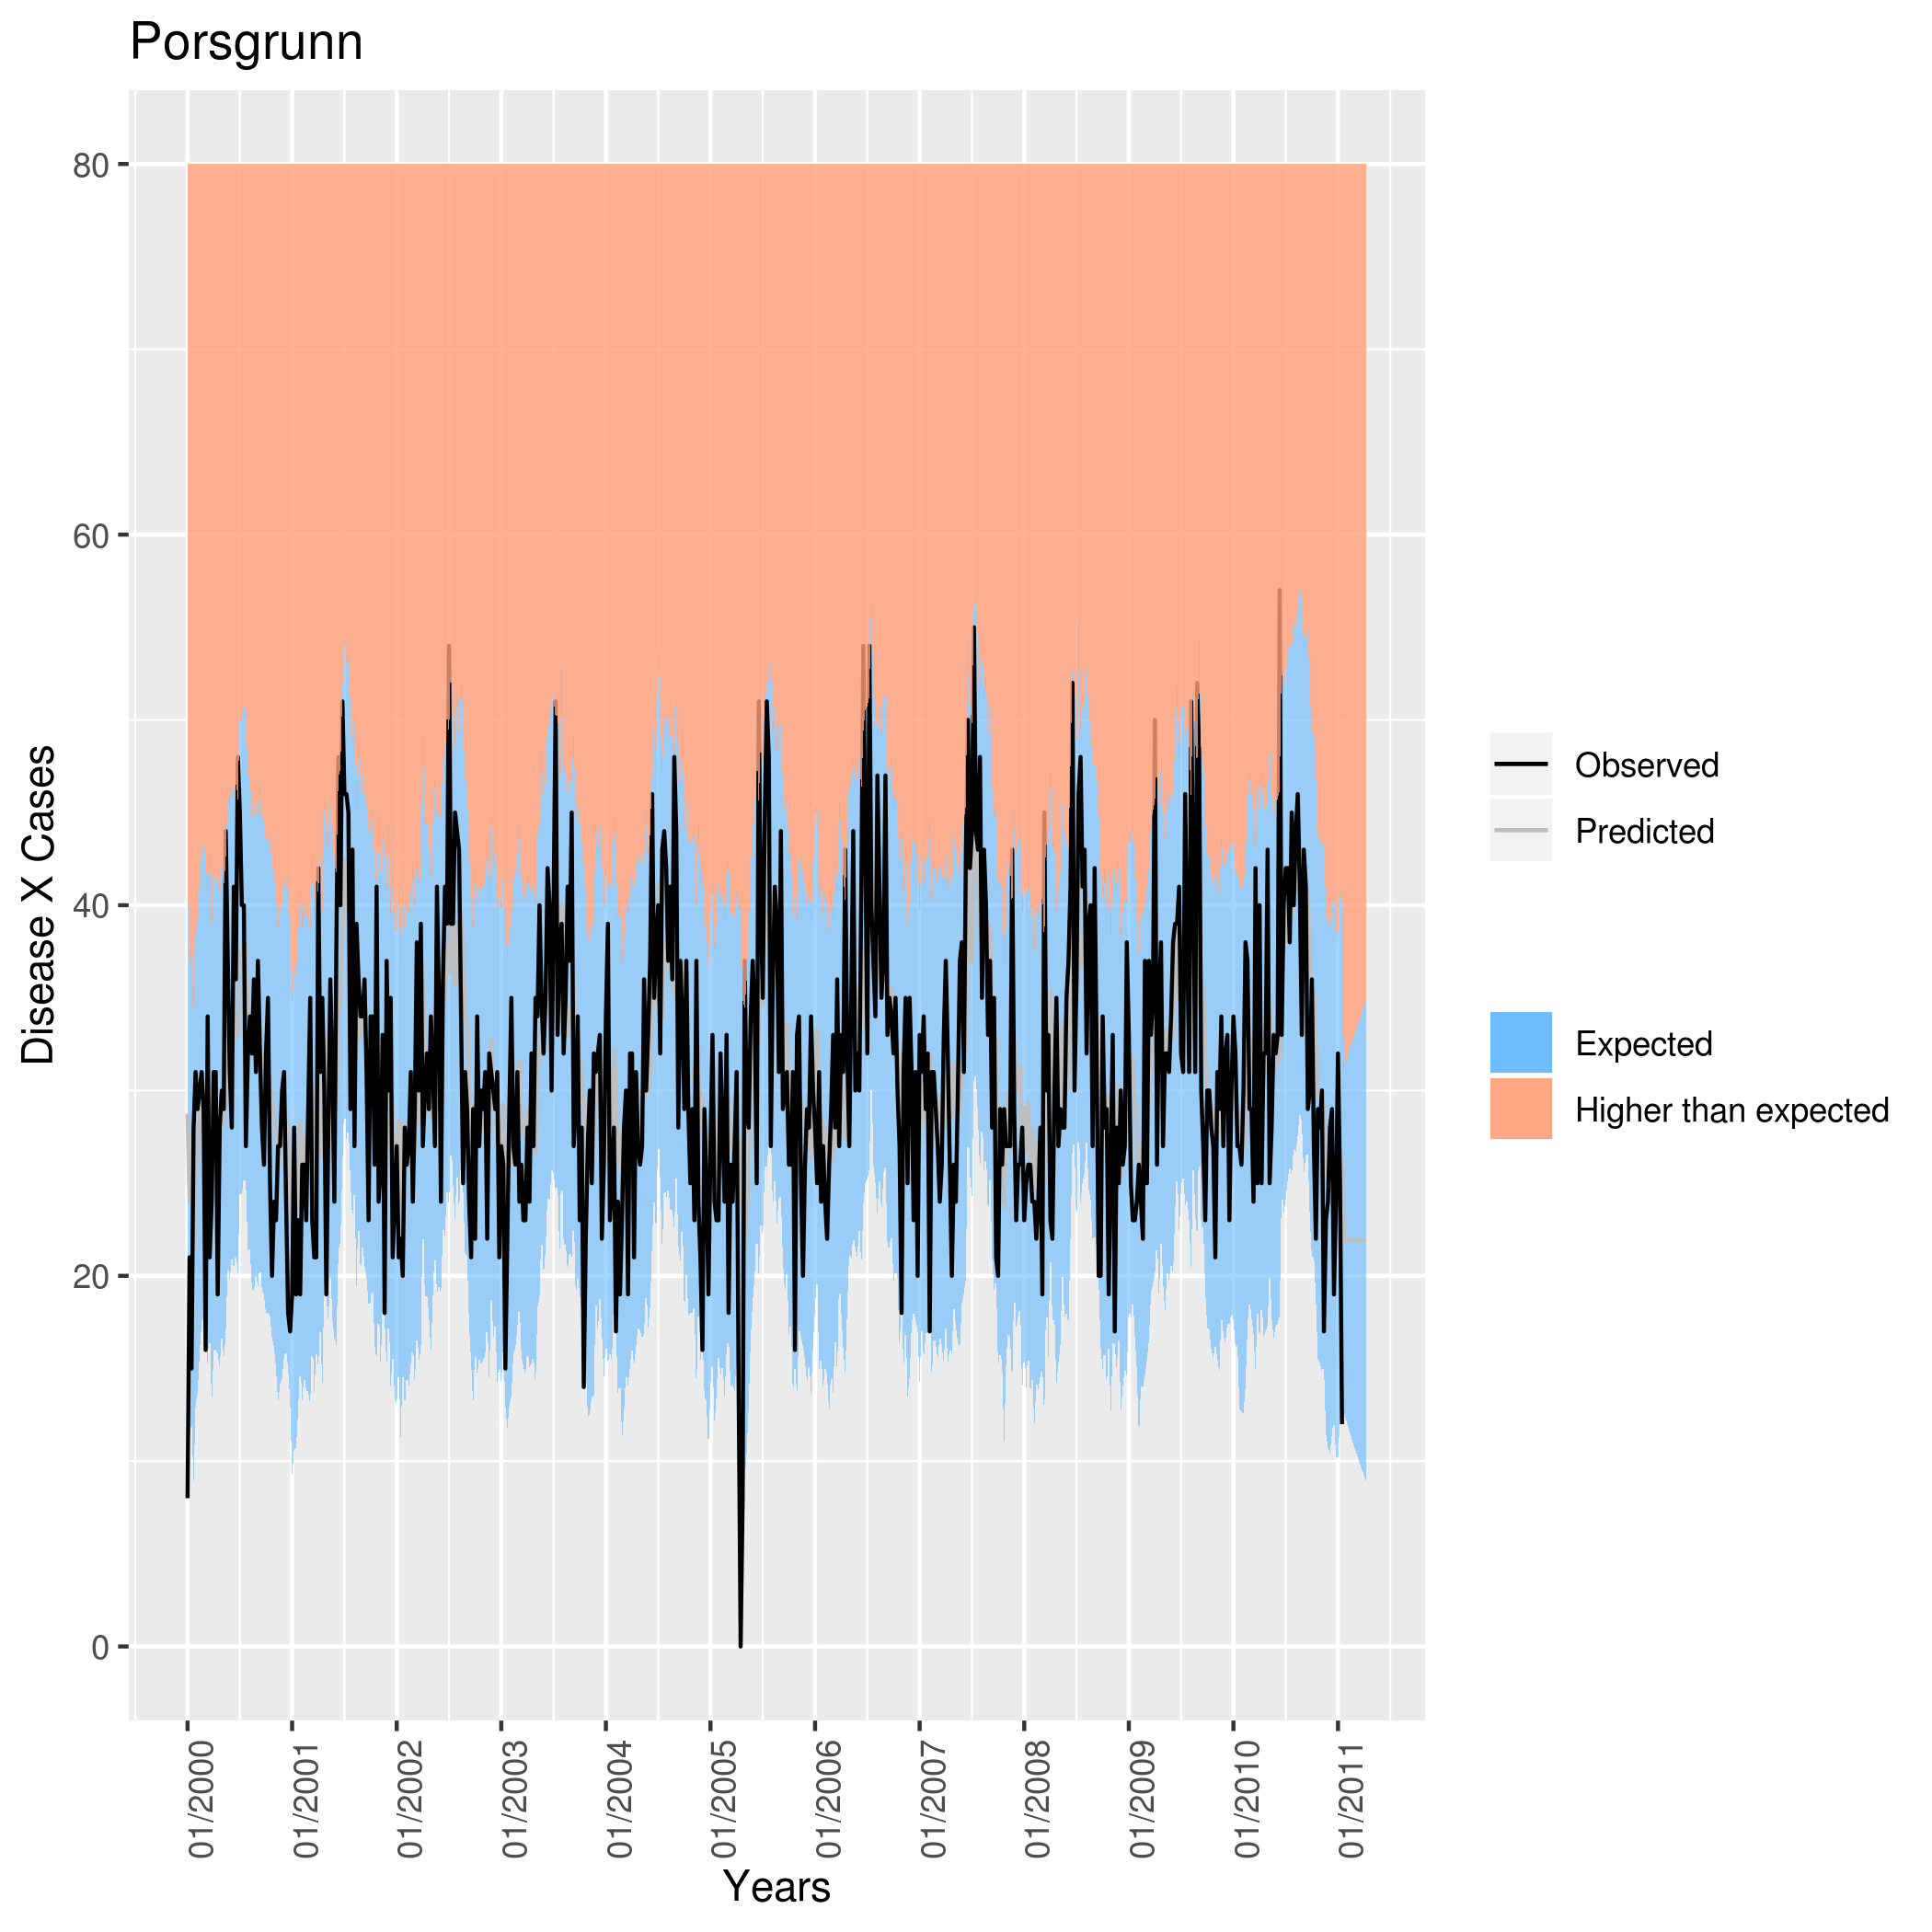 Porsgrunn
80
60
40
20
0
Disease X Cases
01/2000
01/2001
01/2002
01/2003
01/2004
01/2005
01/2006
01/2007
01/2008
01/2009
01/2010
01/2011
Years
Observed
Predicted
Expected
Higher than expected